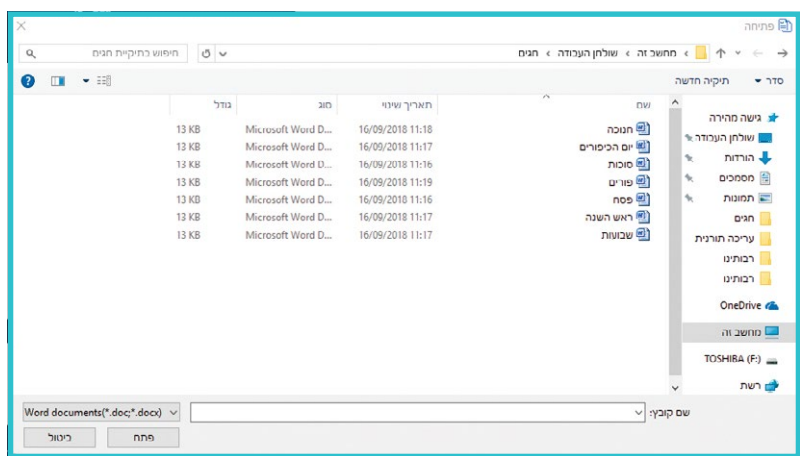 פתיחה
מחשב זה › שולחן העבודה › חגים
חיפוש בתיקיית חגים
סדר תיקיה חדשה
שם תאריך שינוי סוג גודל
חנוכה 16/09/2018 11:18 Microsoft Word D... 13 KB
יום הכיפורים 16/09/2018 11:17 Microsoft Word D... 13 KB
סוכות 16/09/2018 11:16 Microsoft Word D... 13 KB
פורים 16/09/2018 11:19 Microsoft Word D... 13 KB
פסח 16/09/2018 11:16 Microsoft Word D... 13 KB
ראש השנה 16/09/2018 11:17 Microsoft Word D... 13 KB
שבועות 16/09/2018 11:17 Microsoft Word D... 13 KB
גישה מהירה
שולחן העבודה
הורדות
מסמכים
תמונות
חגים
עריכה תורנית
רבותינו
רבותינו
OneDrive
מחשב זה
TOSHIBA (F:)
רשת
שם קובץ:
Word documents(*.doc;*.docx)
פתח
ביטול